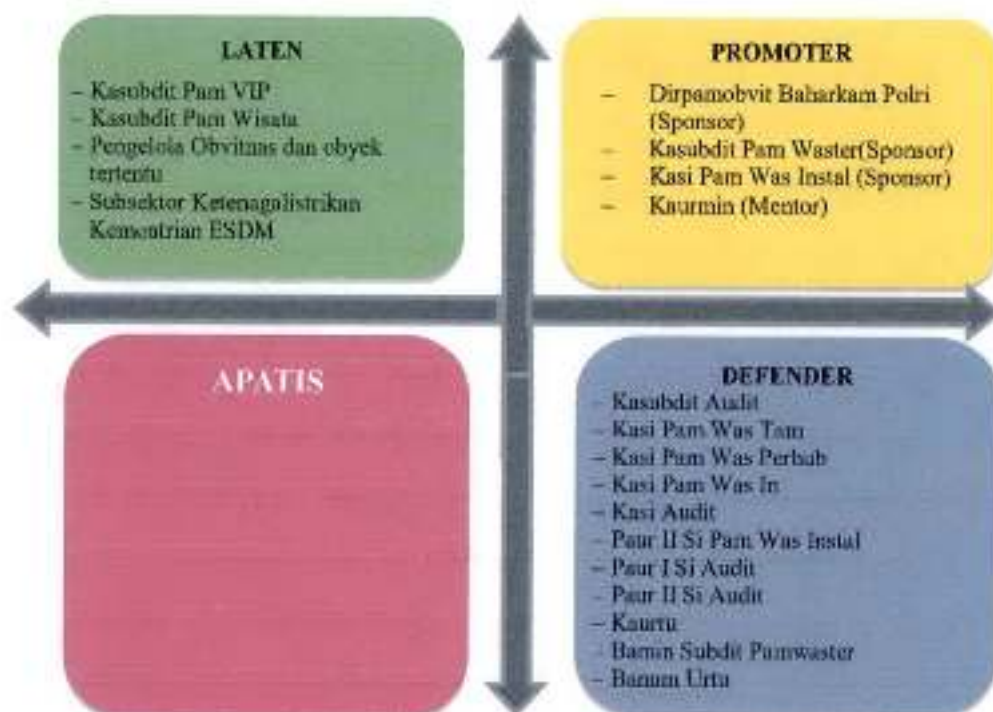 LATEN
– Kasubdit Pam VIP
– Kasubdit Pam Wisata
– Pengelola Obvitnas dan obyek
tertentu
– Subsektor Ketenagalistrikan
Kementrian ESDM
PROMOTER
– Dirpamobvit Baharkam Polri
(Sponsor)
– Kasubdit Pam Waster(Sponsor)
– Kasi Pam Was Instal (Sponsor)
– Kaurmin (Mentor)
APATIS
DEFENDER
– Kasubdit Audit
– Kasi Pam Was Tam
– Kasi Pam Was Perhub
– Kasi Pam Was In
– Kasi Audit
– Paur II Si Pam Was Instal
– Paur I Si Audit
– Paur II Si Audit
– Kaurtu
– Bamin Subdit Pamwaster
– Banum Urtu